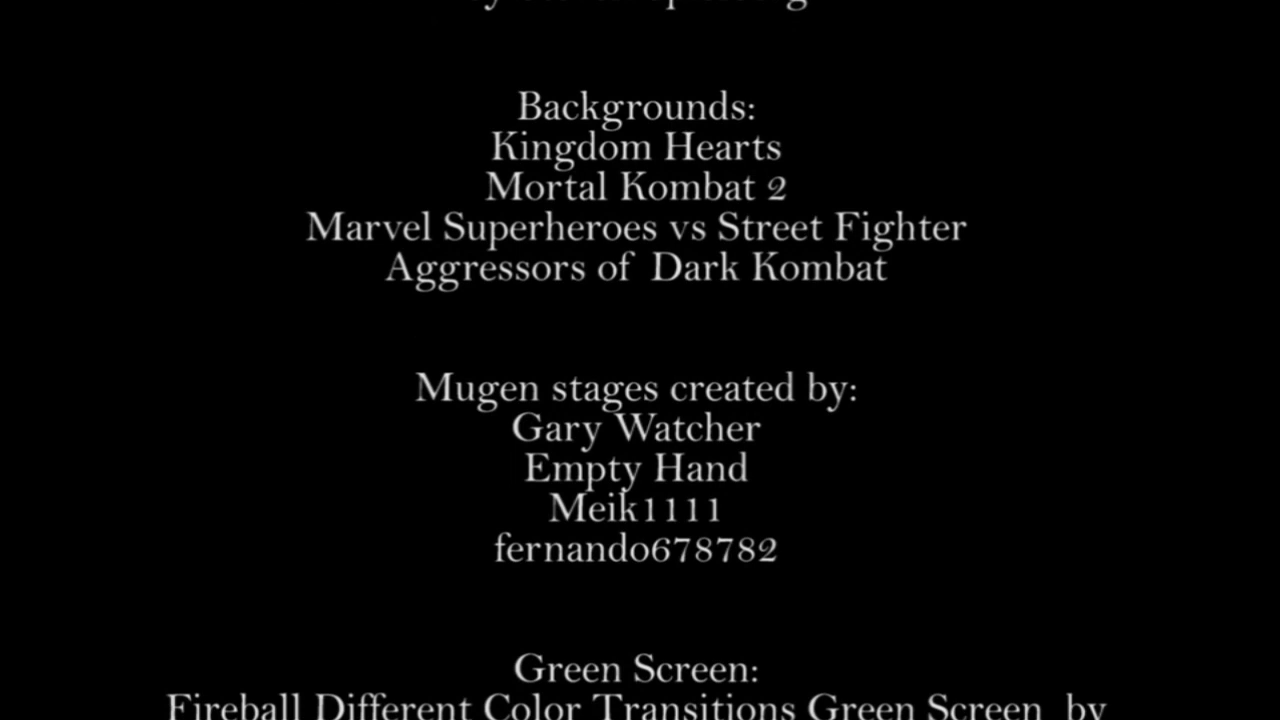 Backgrounds:
Kingdom Hearts
Mortal Kombat 2
Marvel Superheroes vs Street Fighter
Aggressors of Dark Kombat
Mugen stages created by:
Gary Watcher
Empty Hand
Meik1111
fernando678782
Green Screen:
Fireball Different Color Transitions Green Screen by